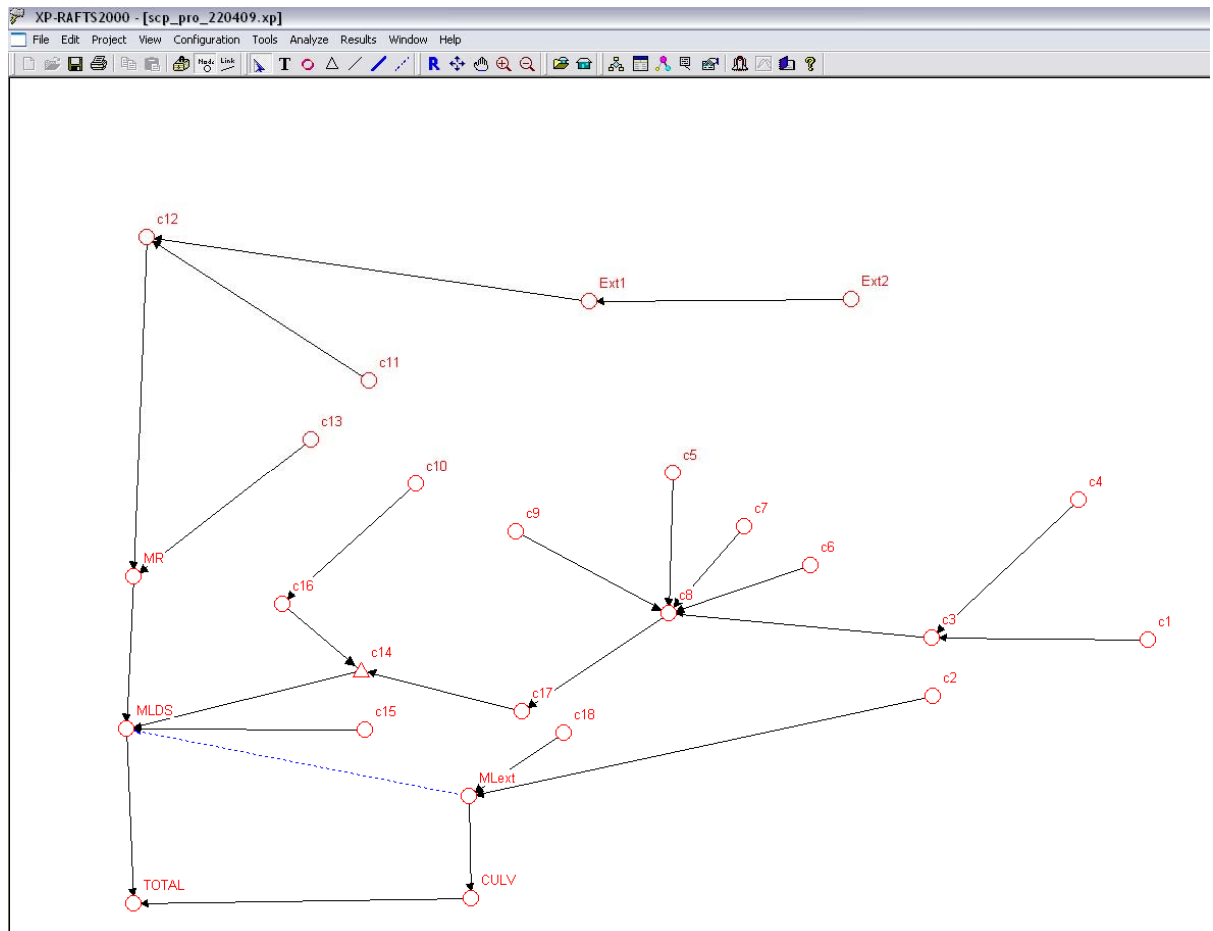 XP-RAFTS2000 - [scp_pro_220409.xp]
File Edit Project View Configuration Tools Analyze Results Window Help
Node Link T R ?
c12
Ext1
Ext2
c11
c13
c10
c5
c4
c9
c7
c6
MR
c16
c8
c3
c1
c14
c17
c2
MLDS
c15
c18
MLext
TOTAL
CULV